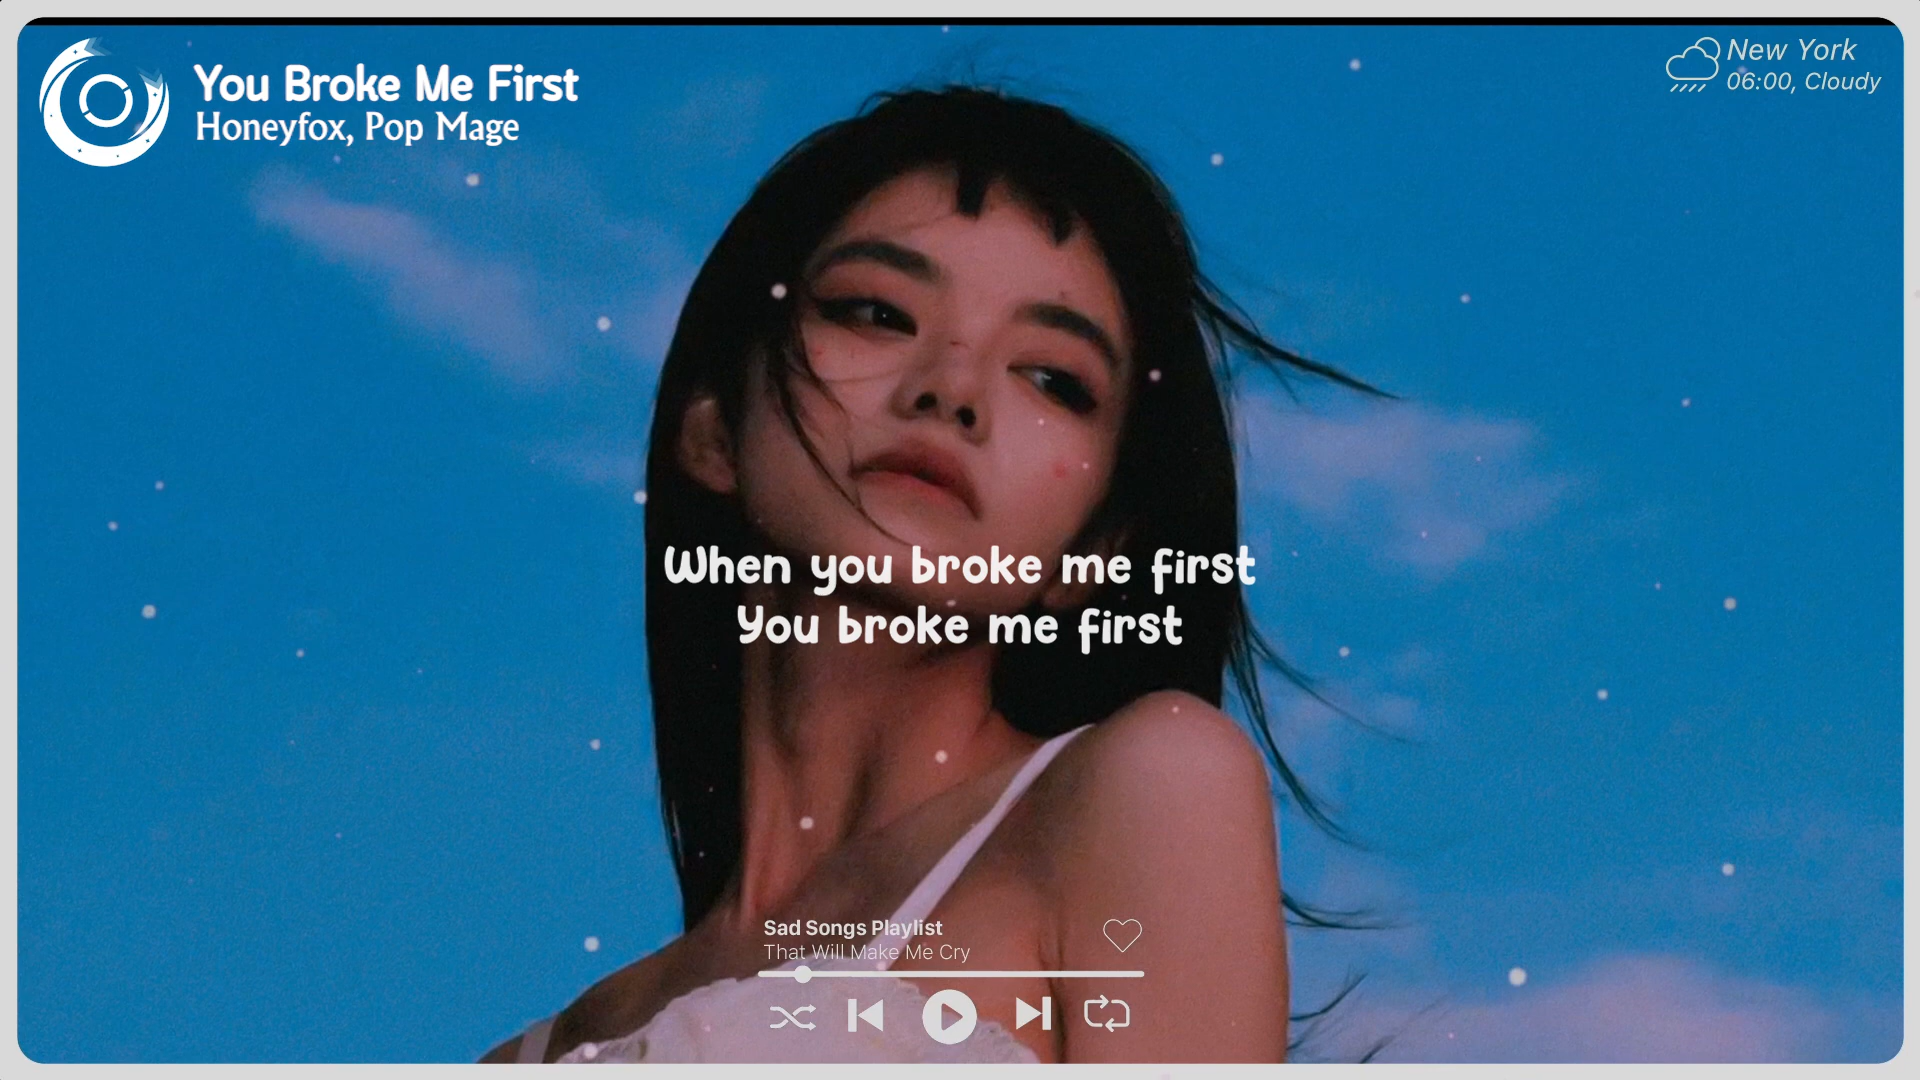 You Broke Me First
Honeyfox, Pop Mage
New York
06:00, Cloudy
When you broke me first
You broke me first
Sad Songs Playlist
That Will Make Me Cry